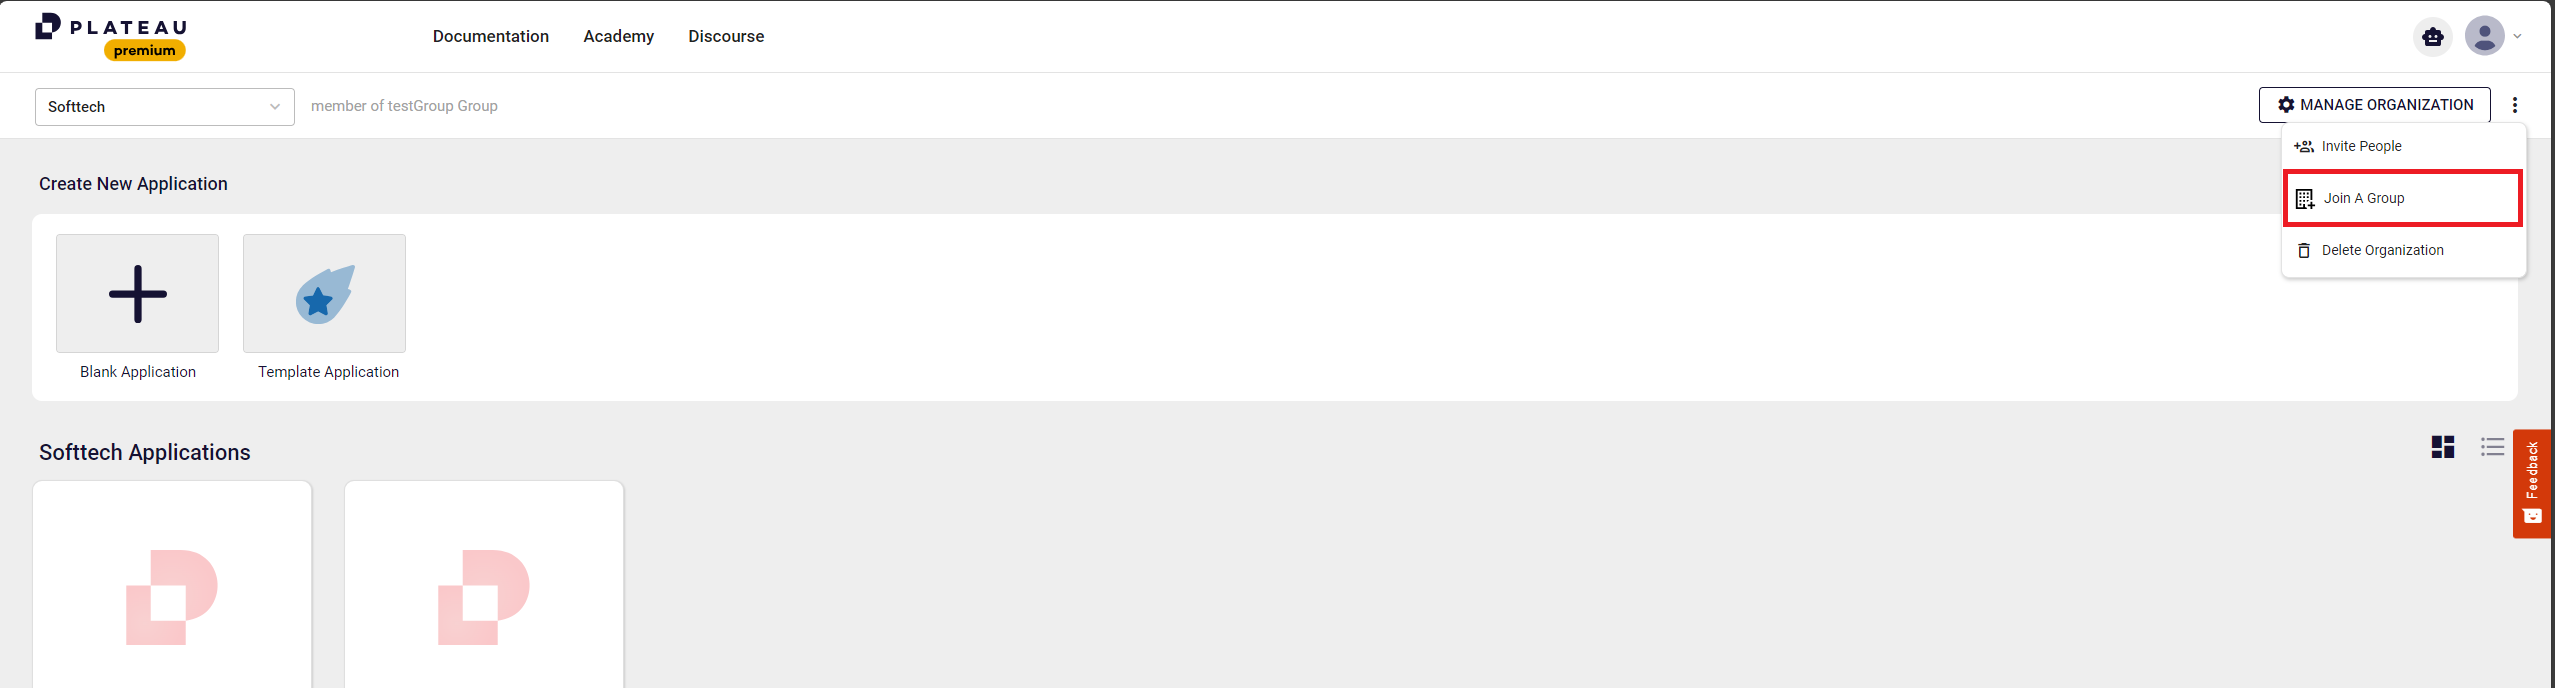 PLATEAU
premium
Documentation
Academy
Discourse
Softtech
member of testGroup Group
MANAGE ORGANIZATION
Invite People
Join A Group
Delete Organization
Create New Application
Blank Application
Template Application
Softtech Applications
Feedback